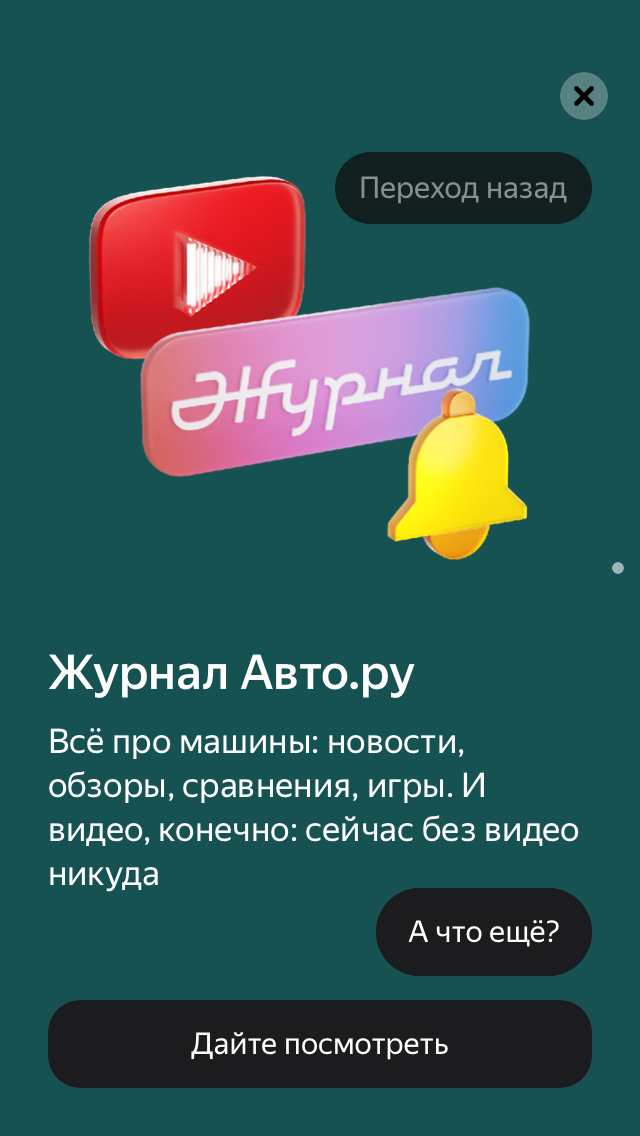 Переход назад
Журнал
Журнал Авто.ру
Всё про машины: новости,
обзоры, сравнения, игры. И
видео, конечно: сейчас без видео
никуда
А что ещё?
Дайте посмотреть